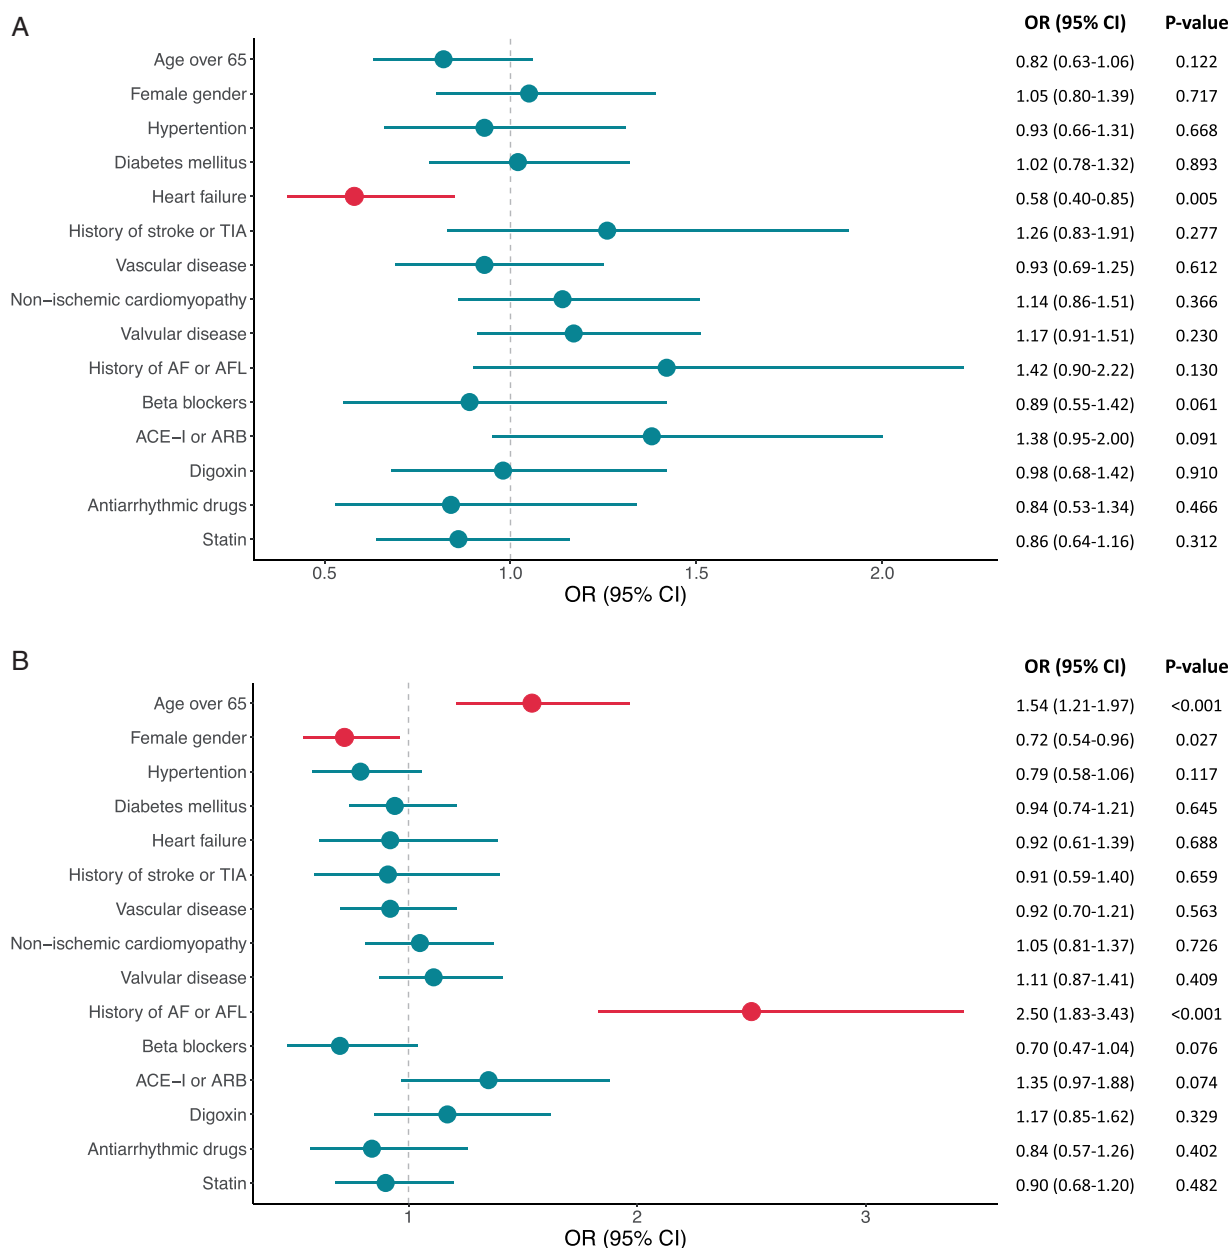 A
OR (95% CI) P-value
Age over 65 0.82 (0.63-1.06) 0.122
Female gender 1.05 (0.80-1.39) 0.717
Hypertention 0.93 (0.66-1.31) 0.668
Diabetes mellitus 1.02 (0.78-1.32) 0.893
Heart failure 0.58 (0.40-0.85) 0.005
History of stroke or TIA 1.26 (0.83-1.91) 0.277
Vascular disease 0.93 (0.69-1.25) 0.612
Non−ischemic cardiomyopathy 1.14 (0.86-1.51) 0.366
Valvular disease 1.17 (0.91-1.51) 0.230
History of AF or AFL 1.42 (0.90-2.22) 0.130
Beta blockers 0.89 (0.55-1.42) 0.061
ACE−I or ARB 1.38 (0.95-2.00) 0.091
Digoxin 0.98 (0.68-1.42) 0.910
Antiarrhythmic drugs 0.84 (0.53-1.34) 0.466
Statin 0.86 (0.64-1.16) 0.312
0.5 1.0 1.5 2.0
OR (95% CI)
B
OR (95% CI) P-value
Age over 65 1.54 (1.21-1.97) <0.001
Female gender 0.72 (0.54-0.96) 0.027
Hypertention 0.79 (0.58-1.06) 0.117
Diabetes mellitus 0.94 (0.74-1.21) 0.645
Heart failure 0.92 (0.61-1.39) 0.688
History of stroke or TIA 0.91 (0.59-1.40) 0.659
Vascular disease 0.92 (0.70-1.21) 0.563
Non−ischemic cardiomyopathy 1.05 (0.81-1.37) 0.726
Valvular disease 1.11 (0.87-1.41) 0.409
History of AF or AFL 2.50 (1.83-3.43) <0.001
Beta blockers 0.70 (0.47-1.04) 0.076
ACE−I or ARB 1.35 (0.97-1.88) 0.074
Digoxin 1.17 (0.85-1.62) 0.329
Antiarrhythmic drugs 0.84 (0.57-1.26) 0.402
Statin 0.90 (0.68-1.20) 0.482
1 2 3
OR (95% CI)